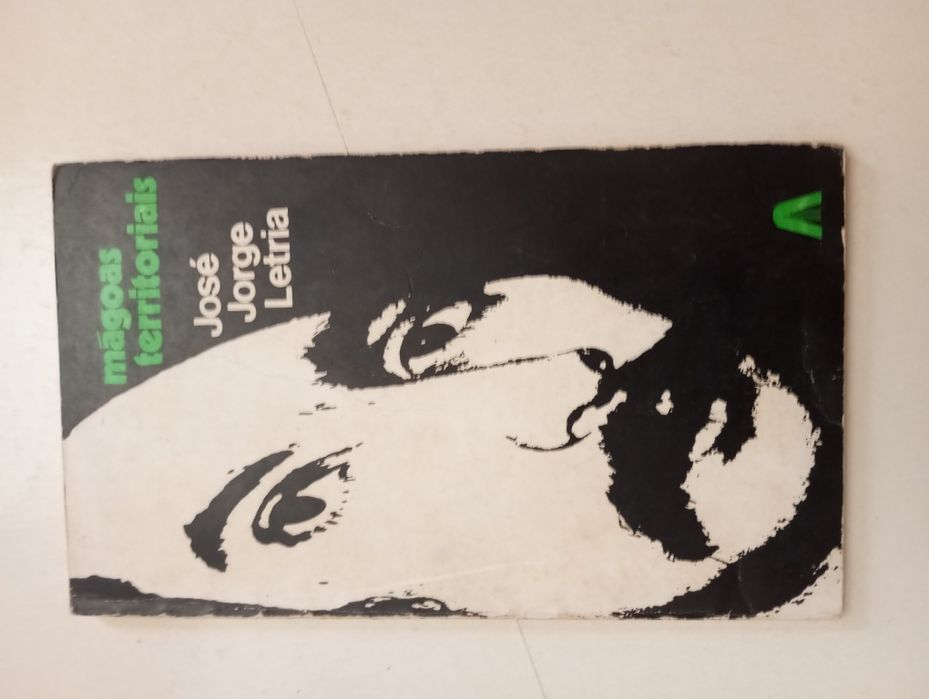 mágoas
territoriais
José
Jorge
Letria